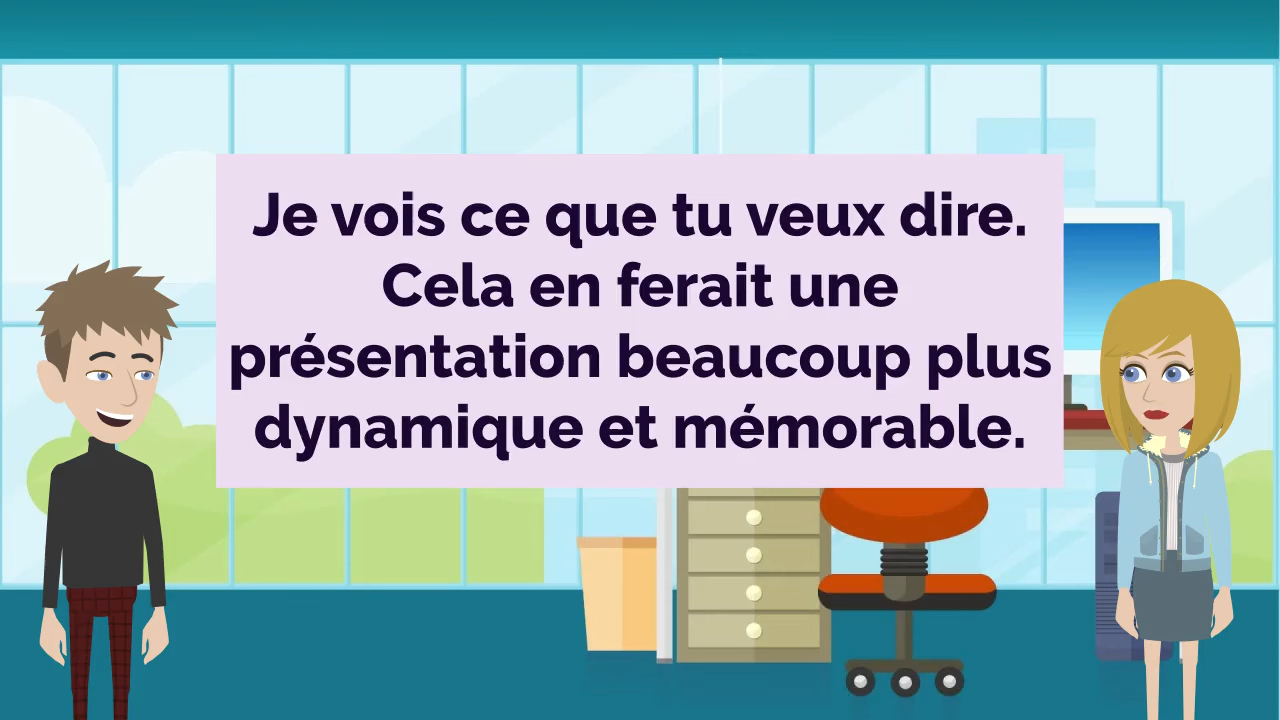 Je vois ce que tu veux dire.
Cela en ferait une
présentation beaucoup plus
dynamique et mémorable.